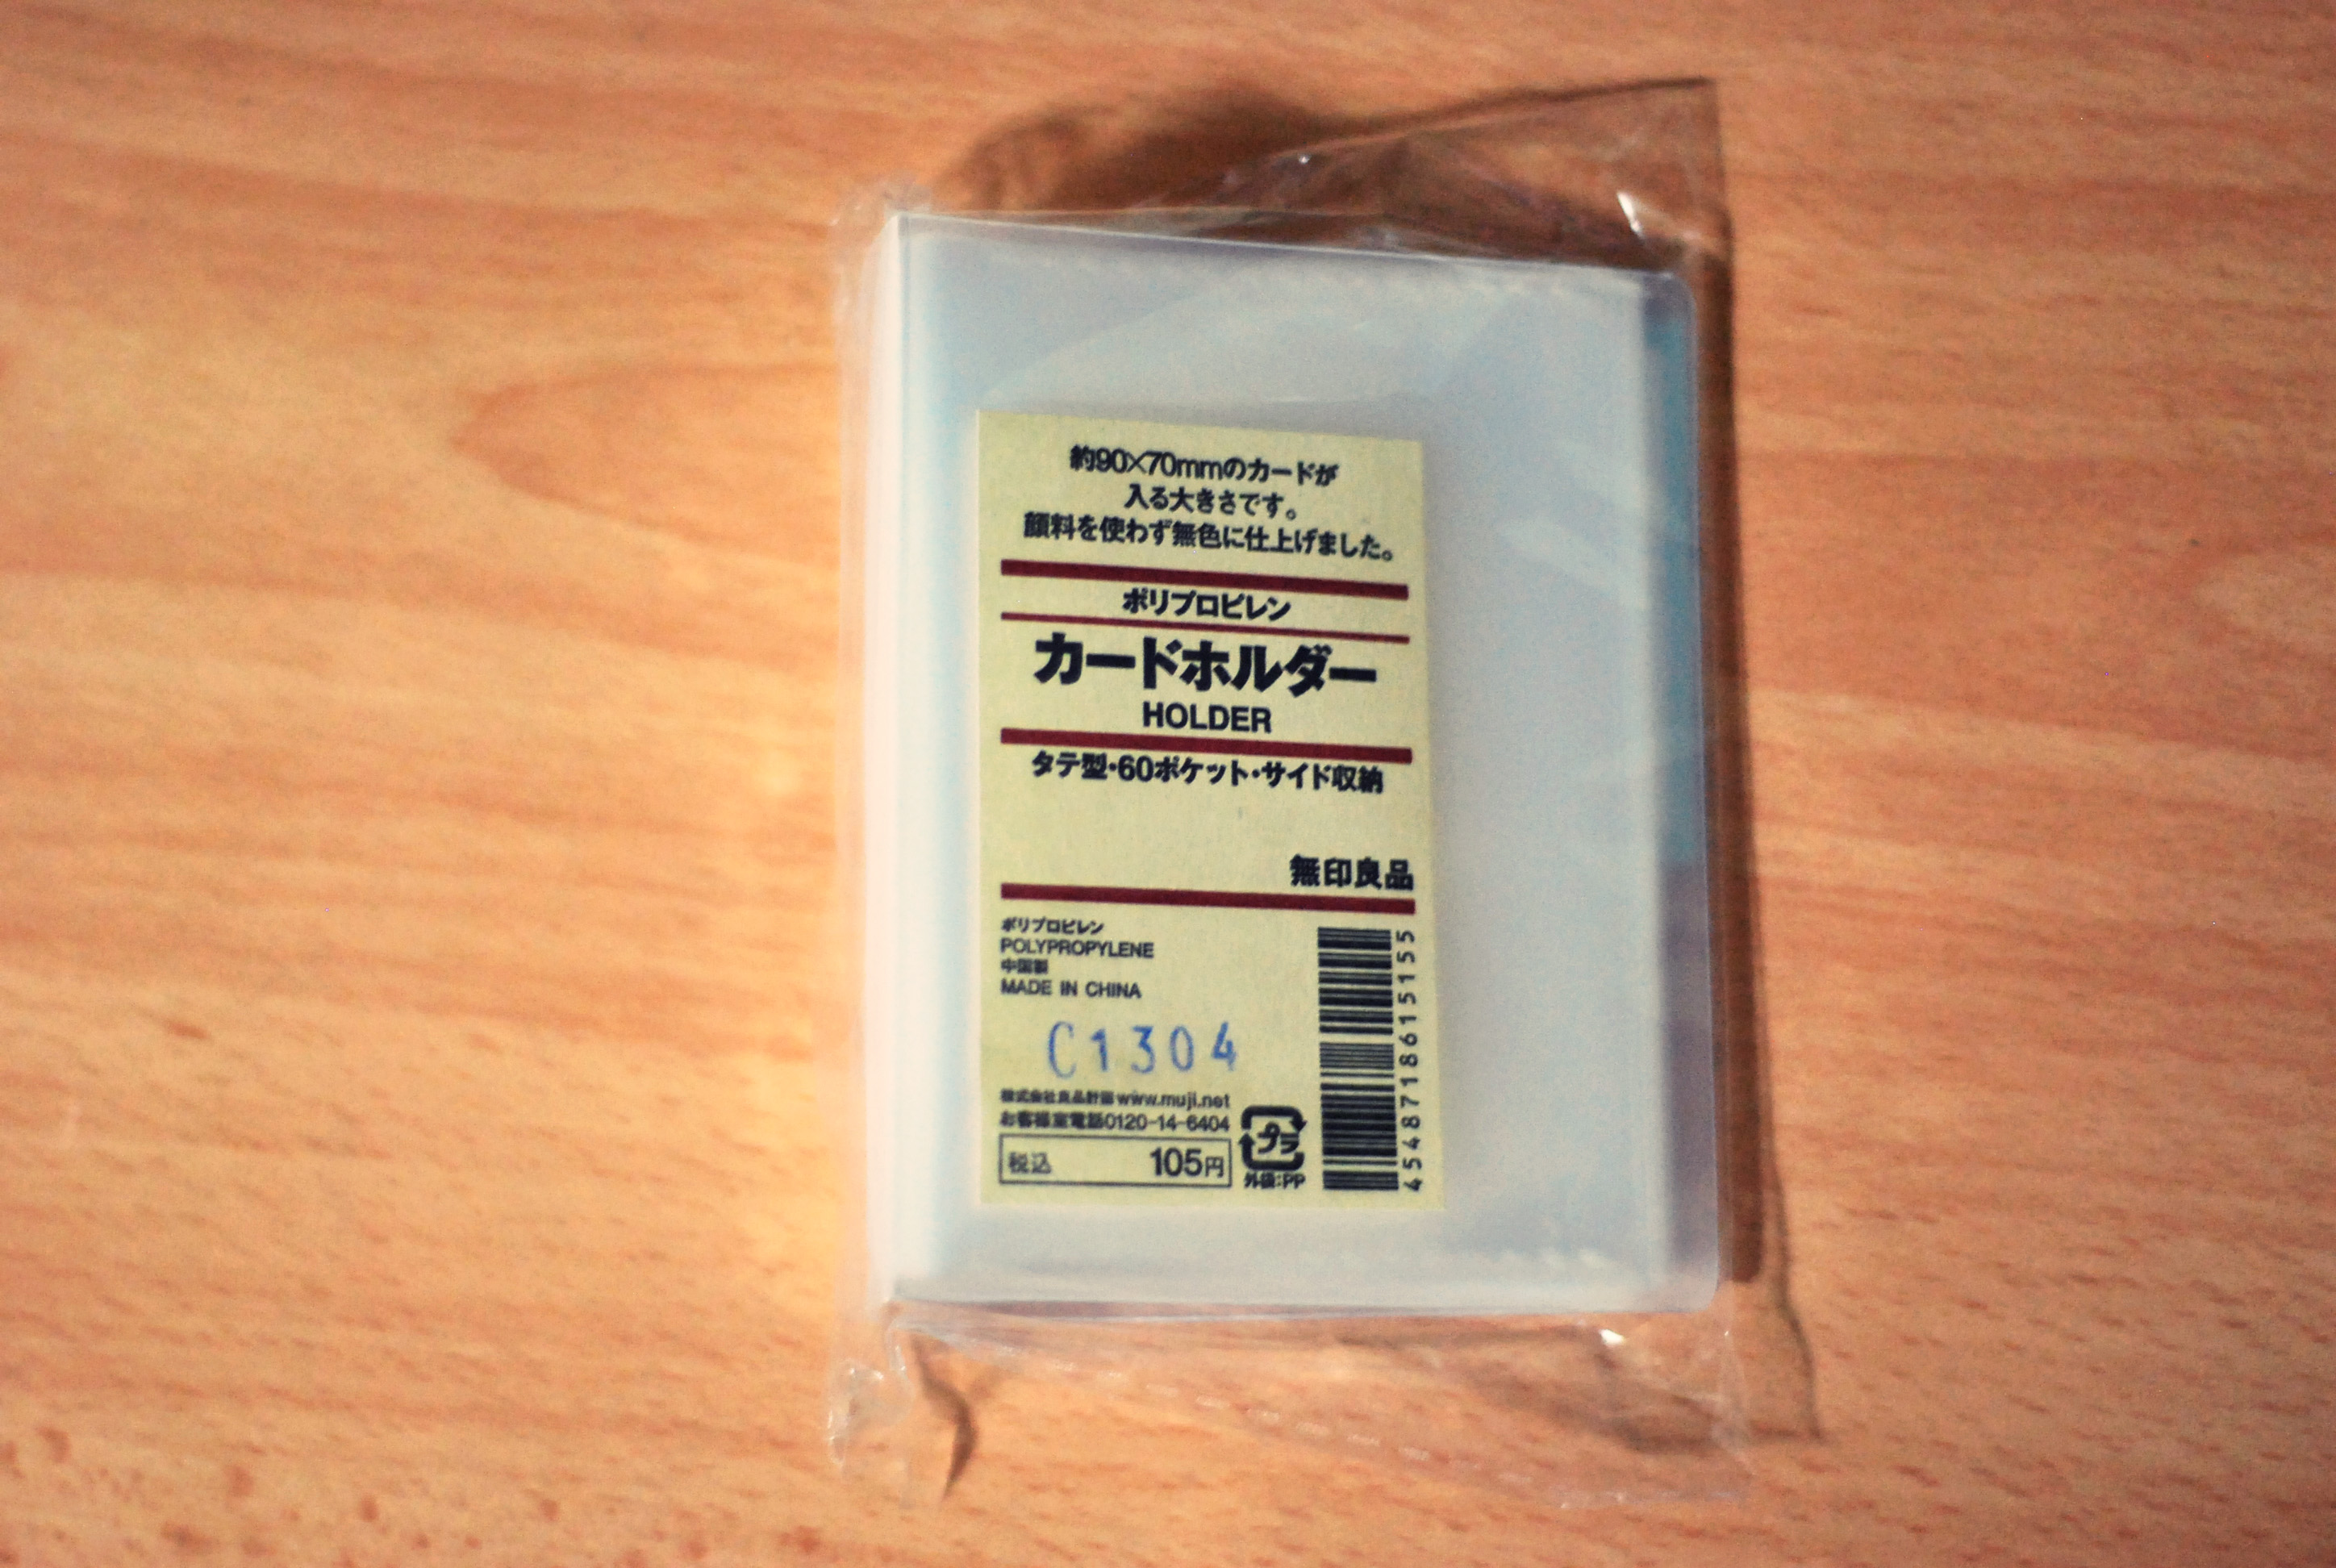 約90×70mmのカードが
入る大きさです。
顔料を使わず無色に仕上げました。
ポリプロピレン
カードホルダー
HOLDER
タテ型・60ポケット・サイド収納
無印良品
ポリプロピレン
POLYPROPYLENE
中国製
MADE IN CHINA
C1304
株式会社良品計画 www.muji.net
お客様室電話0120-14-6404
税込 105円
プラ
外袋:PP
4548718615155